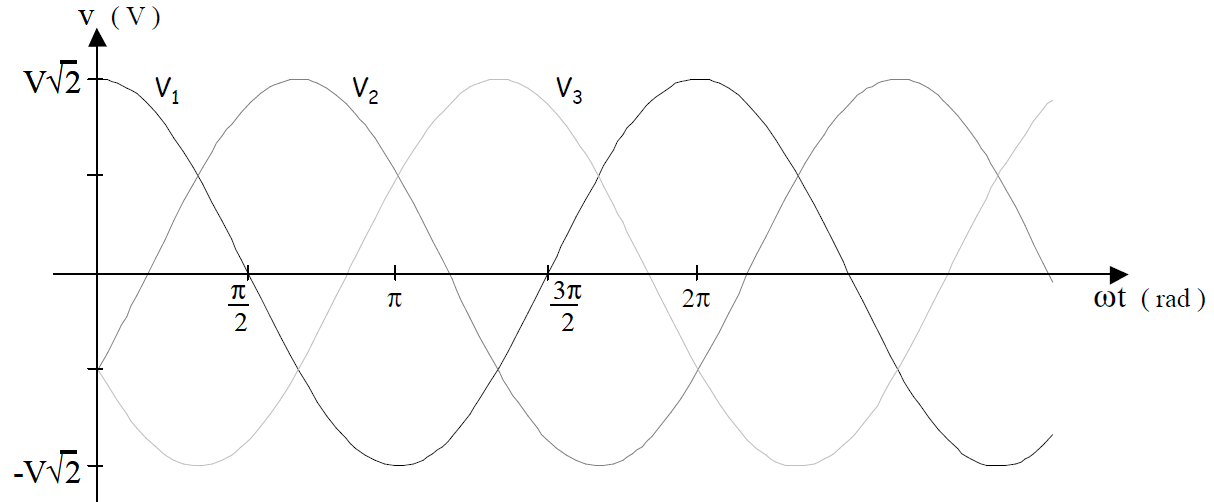 v ( V )
V√2
V₁
V₂
V₃
π/2
π
3π/2
2π
ωt ( rad )
-V√2